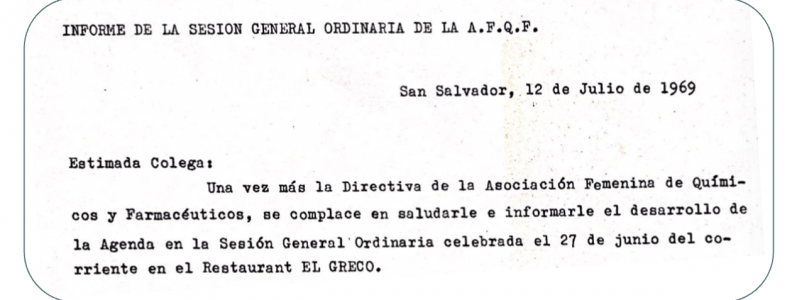 INFORME DE LA SESION GENERAL ORDINARIA DE LA A.F.Q.F.
San Salvador, 12 de Julio de 1969
Estimada Colega:
Una vez más la Directiva de la Asociación Femenina de Quími-
cos y Farmacéuticos, se complace en saludarle e informarle el desarrollo de
la Agenda en la Sesión General Ordinaria celebrada el 27 de junio del co-
rriente en el Restaurant EL GRECO.